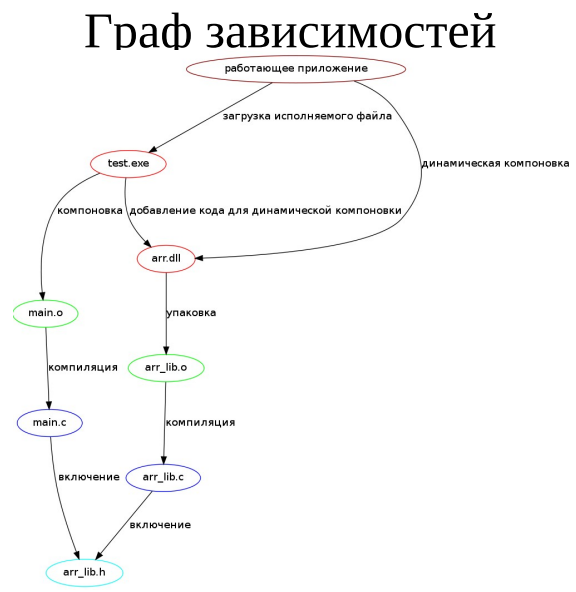 Граф зависимостей
работающее приложение
загрузка исполняемого файла
test.exe
динамическая компоновка
компоновка
добавление кода для динамической компоновки
arr.dll
main.o
упаковка
компиляция
arr_lib.o
main.c
компиляция
включение
arr_lib.c
включение
arr_lib.h